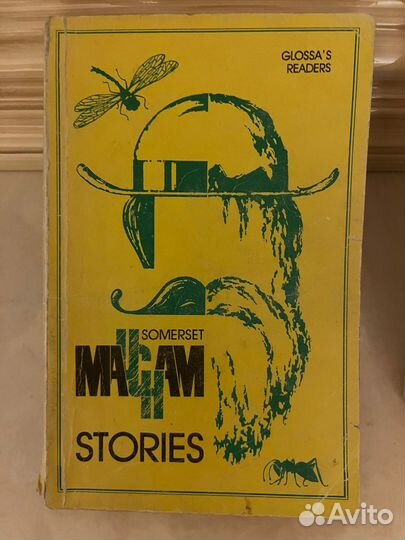 GLOSSA'S
READERS
SOMERSET
MAUGHAM
STORIES
Avito